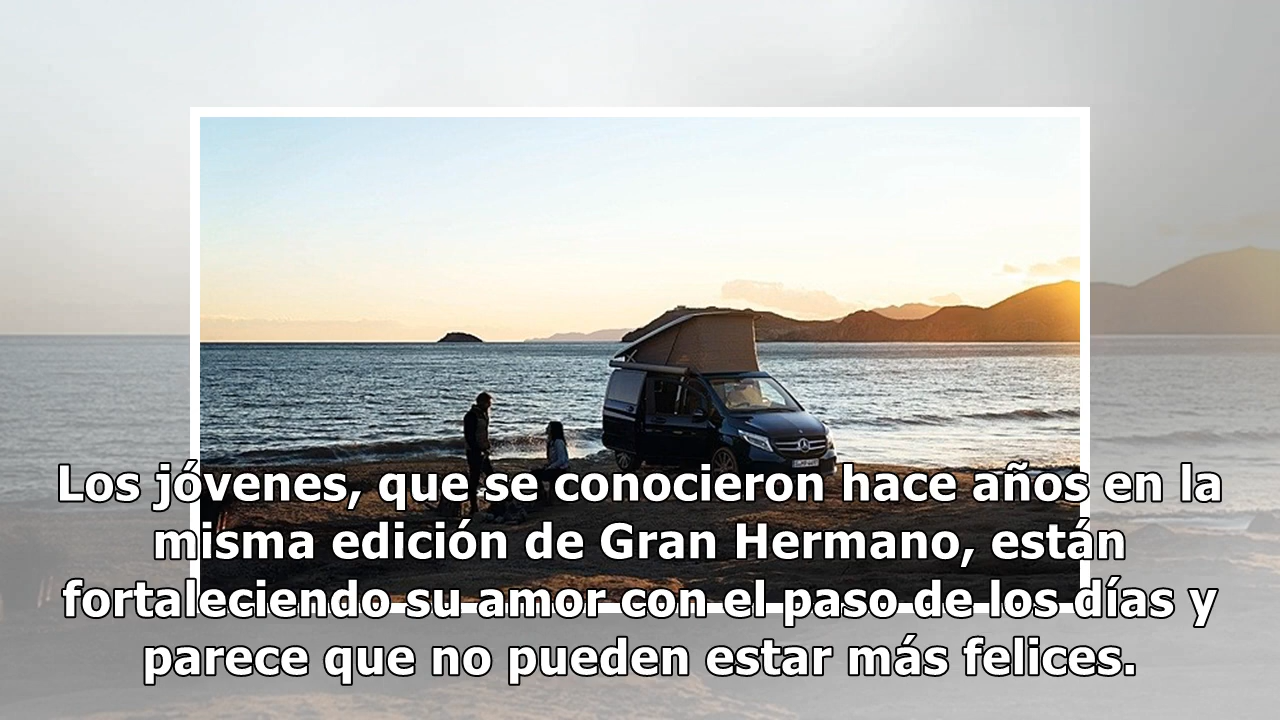 Los jóvenes, que se conocieron hace años en la
misma edición de Gran Hermano, están
fortaleciendo su amor con el paso de los días y
parece que no pueden estar más felices.